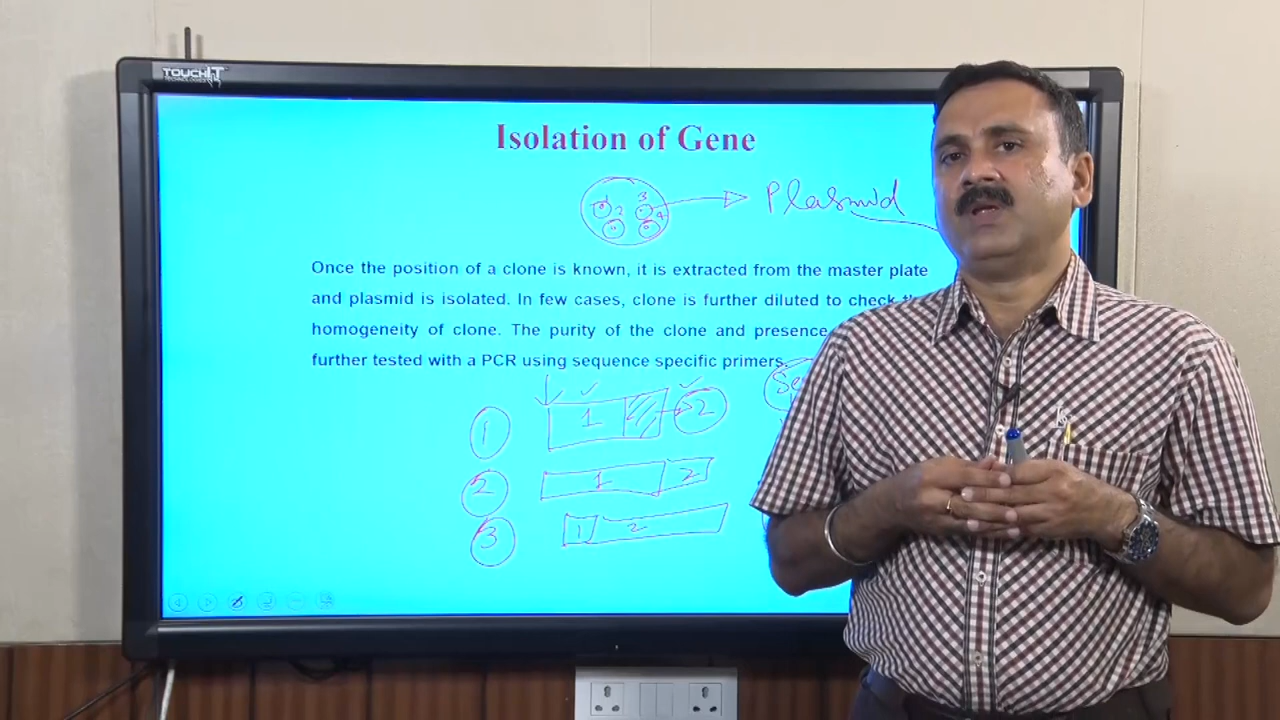 TOUCHIT
Isolation of Gene
1 2 3 4 Plasmid
Once the position of a clone is known, it is extracted from the master plate
and plasmid is isolated. In few cases, clone is further diluted to check
homogeneity of clone. The purity of the clone and presence
further tested with a PCR using sequence specific primers.
1 1 2
2 1 2
3 1 2